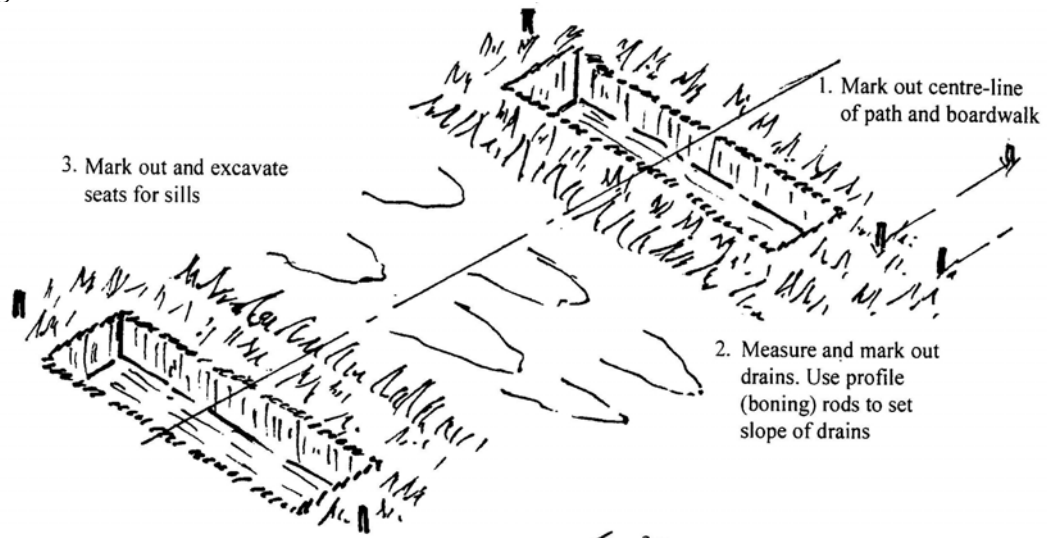 1. Mark out centre-line
of path and boardwalk
3. Mark out and excavate
seats for sills
2. Measure and mark out
drains. Use profile
(boning) rods to set
slope of drains